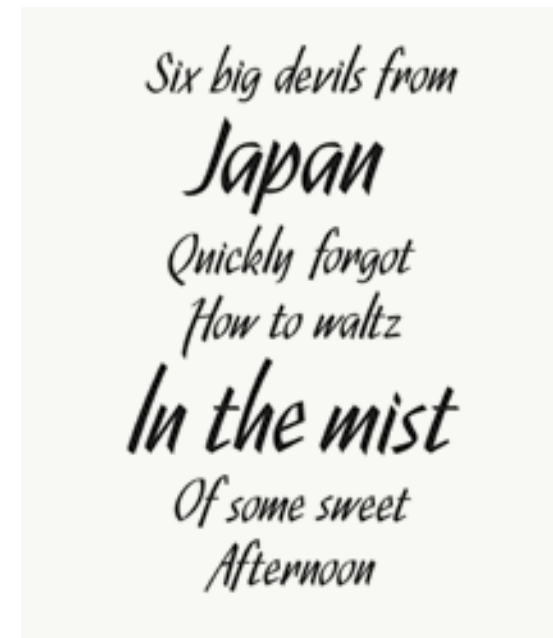 Six big devils from
Japan
Quickly forgot
How to waltz
In the mist
Of some sweet
Afternoon